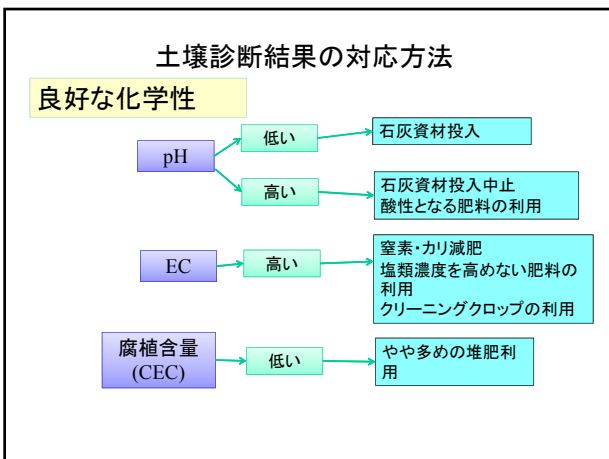 土壌診断結果の対応方法
良好な化学性
pH
低い
石灰資材投入
高い
石灰資材投入中止
酸性となる肥料の利用
EC
高い
窒素・カリ減肥
塩類濃度を高めない肥料の
利用
クリーニングクロップの利用
腐植含量
(CEC)
低い
やや多めの堆肥利
用